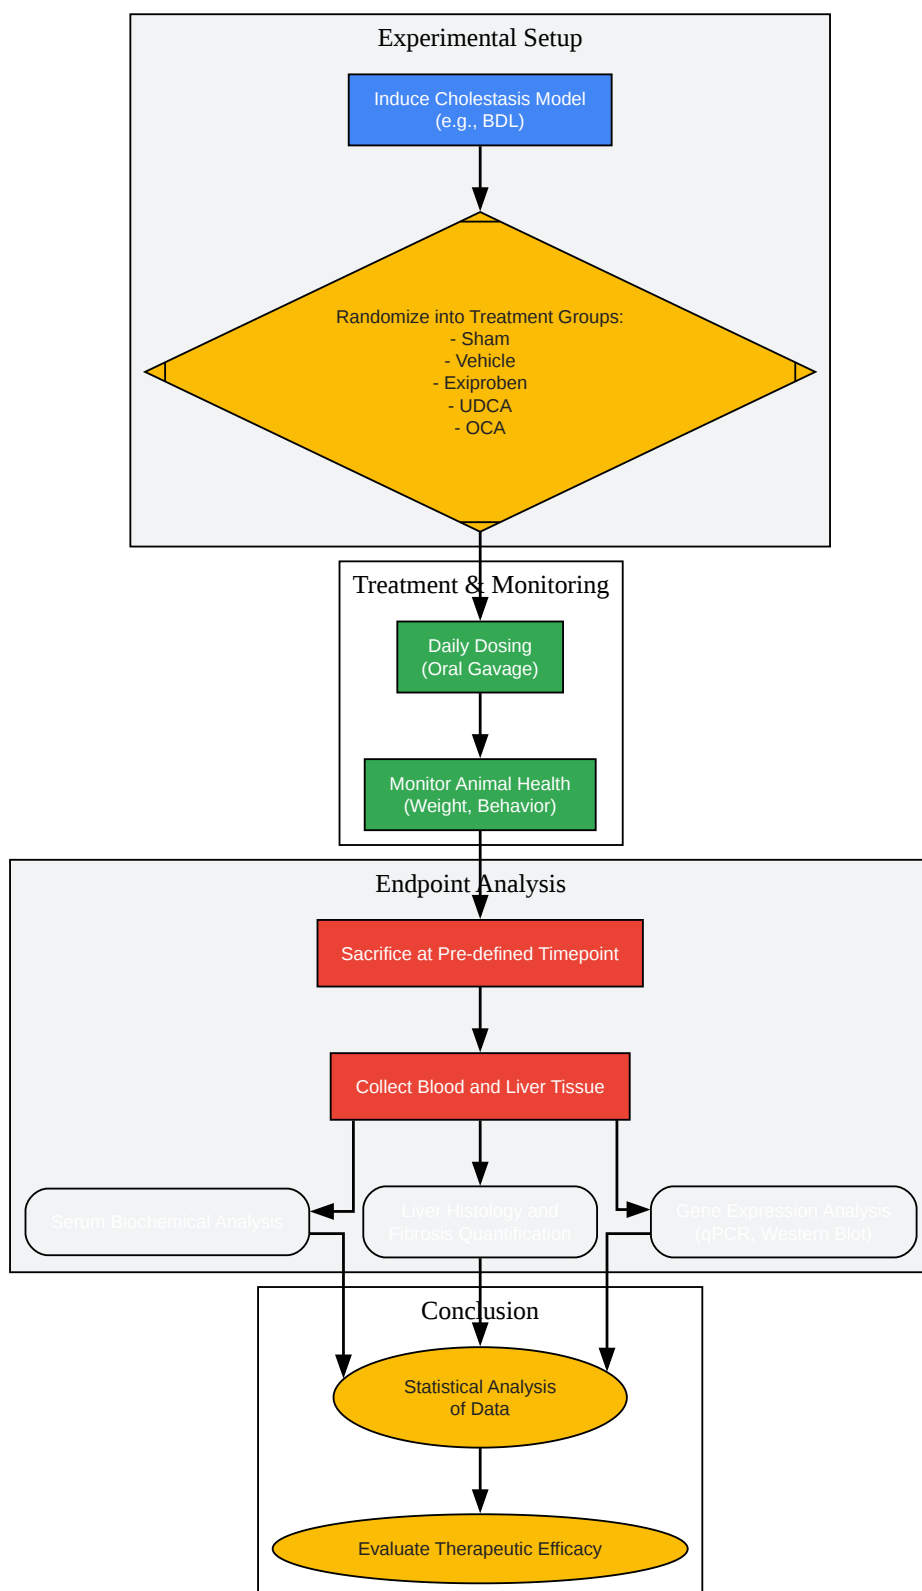 Experimental Setup
Induce Cholestasis Model
(e.g., BDL)
Randomize into Treatment Groups:
- Sham
- Vehicle
- Exiproben
- UDCA
- OCA
Treatment & Monitoring
Daily Dosing
(Oral Gavage)
Monitor Animal Health
(Weight, Behavior)
Endpoint Analysis
Sacrifice at Pre-defined Timepoint
Collect Blood and Liver Tissue
Serum Biochemical Analysis
Liver Histology and
Fibrosis Quantification
Gene Expression Analysis
(qPCR, Western Blot)
Conclusion
Statistical Analysis
of Data
Evaluate Therapeutic Efficacy